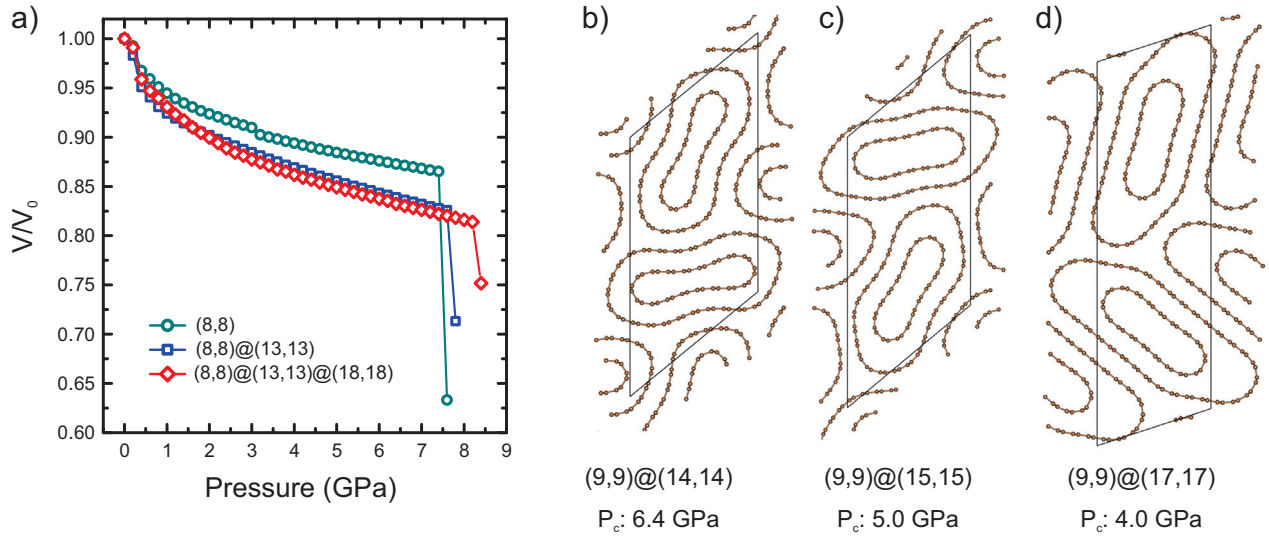 a)
1.00
0.95
0.90
0.85
0.80
0.75
0.70
0.65
0.60
V/V₀
0 1 2 3 4 5 6 7 8 9
Pressure (GPa)
(8,8)
(8,8)@(13,13)
(8,8)@(13,13)@(18,18)
b)
(9,9)@(14,14)
P꜀: 6.4 GPa
c)
(9,9)@(15,15)
P꜀: 5.0 GPa
d)
(9,9)@(17,17)
P꜀: 4.0 GPa